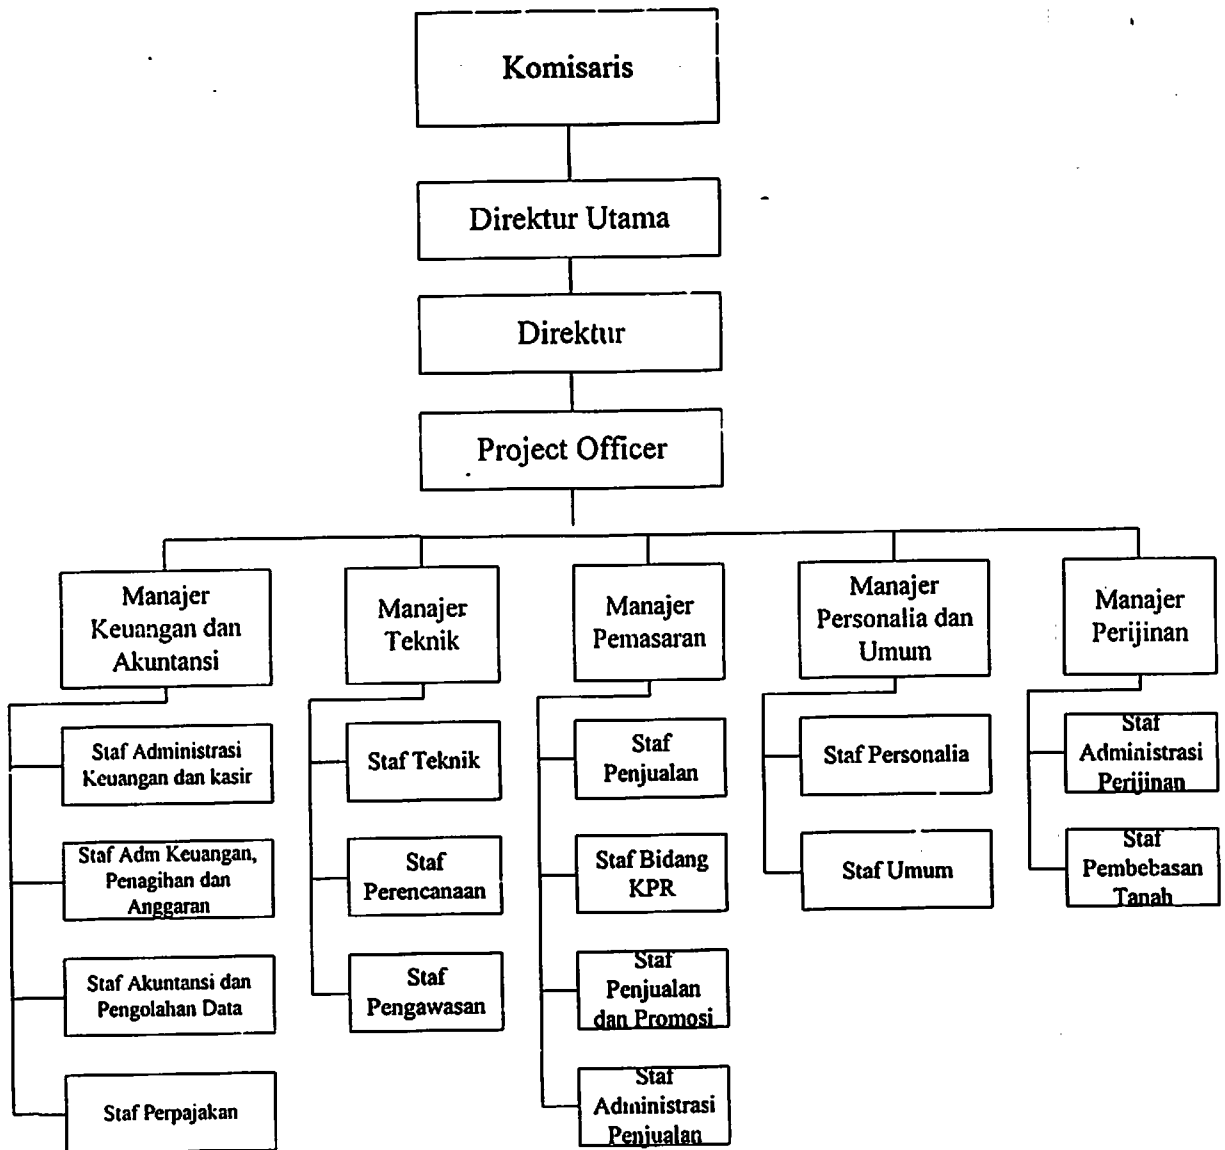 Komisaris
Direktur Utama
Direktur
Project Officer
Manajer
Keuangan dan
Akuntansi
Manajer
Teknik
Manajer
Pemasaran
Manajer
Personalia dan
Umum
Manajer
Perijinan
Staf Administrasi
Keuangan dan kasir
Staf Adm Keuangan,
Penagihan dan
Anggaran
Staf Akuntansi dan
Pengolahan Data
Staf Perpajakan
Staf Teknik
Staf
Perencanaan
Staf
Pengawasan
Staf
Penjualan
Staf Bidang
KPR
Staf
Penjualan
dan Promosi
Staf
Administrasi
Penjualan
Staf Personalia
Staf Umum
Staf
Administrasi
Perijinan
Staf
Pembebasan
Tanah